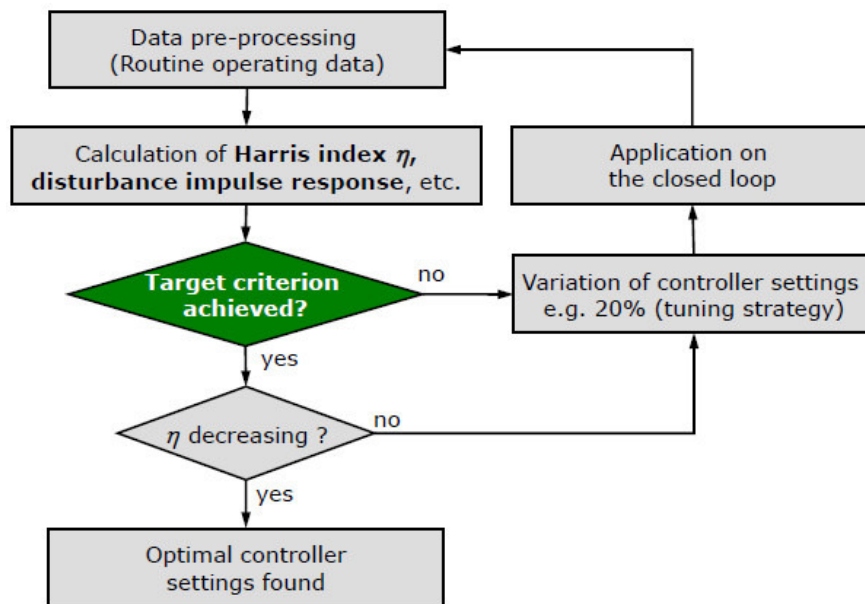 Data pre-processing
(Routine operating data)
Calculation of Harris index η,
disturbance impulse response, etc.
Application on
the closed loop
Target criterion
achieved?
no
Variation of controller settings
e.g. 20% (tuning strategy)
yes
η decreasing ?
no
yes
Optimal controller
settings found